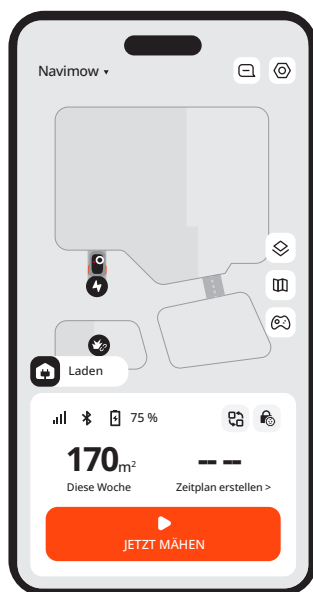 Navimow ▾
Laden
75 %
170m²
-- --
Diese Woche
Zeitplan erstellen >
JETZT MÄHEN